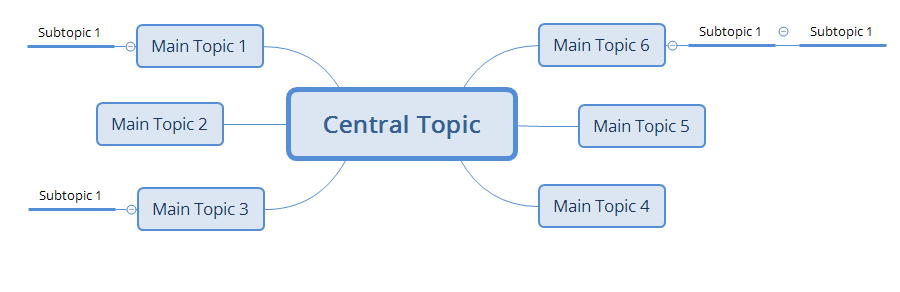 Subtopic 1
Main Topic 1
Main Topic 2
Subtopic 1
Main Topic 3
Central Topic
Main Topic 6
Subtopic 1
Subtopic 1
Main Topic 5
Main Topic 4